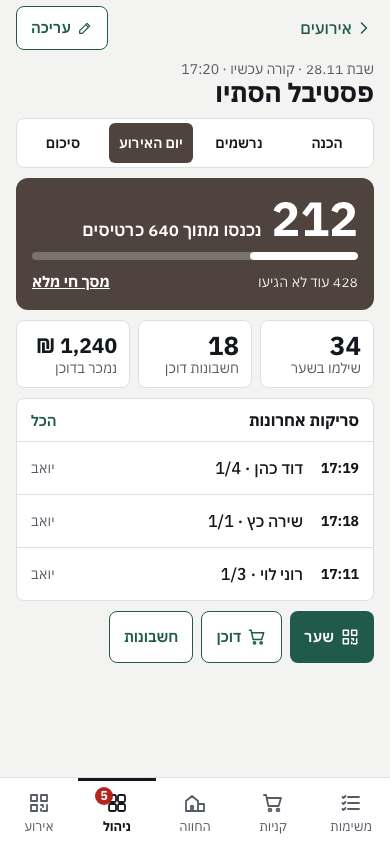 אירועים
עריכה
שבת 28.11 · קורה עכשיו · 17:20
פסטיבל הסתיו
הכנה
נרשמים
יום האירוע
סיכום
212 נכנסו מתוך 640 כרטיסים
428 עוד לא הגיעו
מסך חי מלא
34
שילמו בשער
18
חשבונות דוכן
1,240 ₪
נמכר בדוכן
סריקות אחרונות
הכל
17:19 דוד כהן · 1/4 יואב
17:18 שירה כץ · 1/1 יואב
17:11 רוני לוי · 1/3 יואב
שער
דוכן
חשבונות
5
משימות
קניות
החווה
ניהול
אירוע